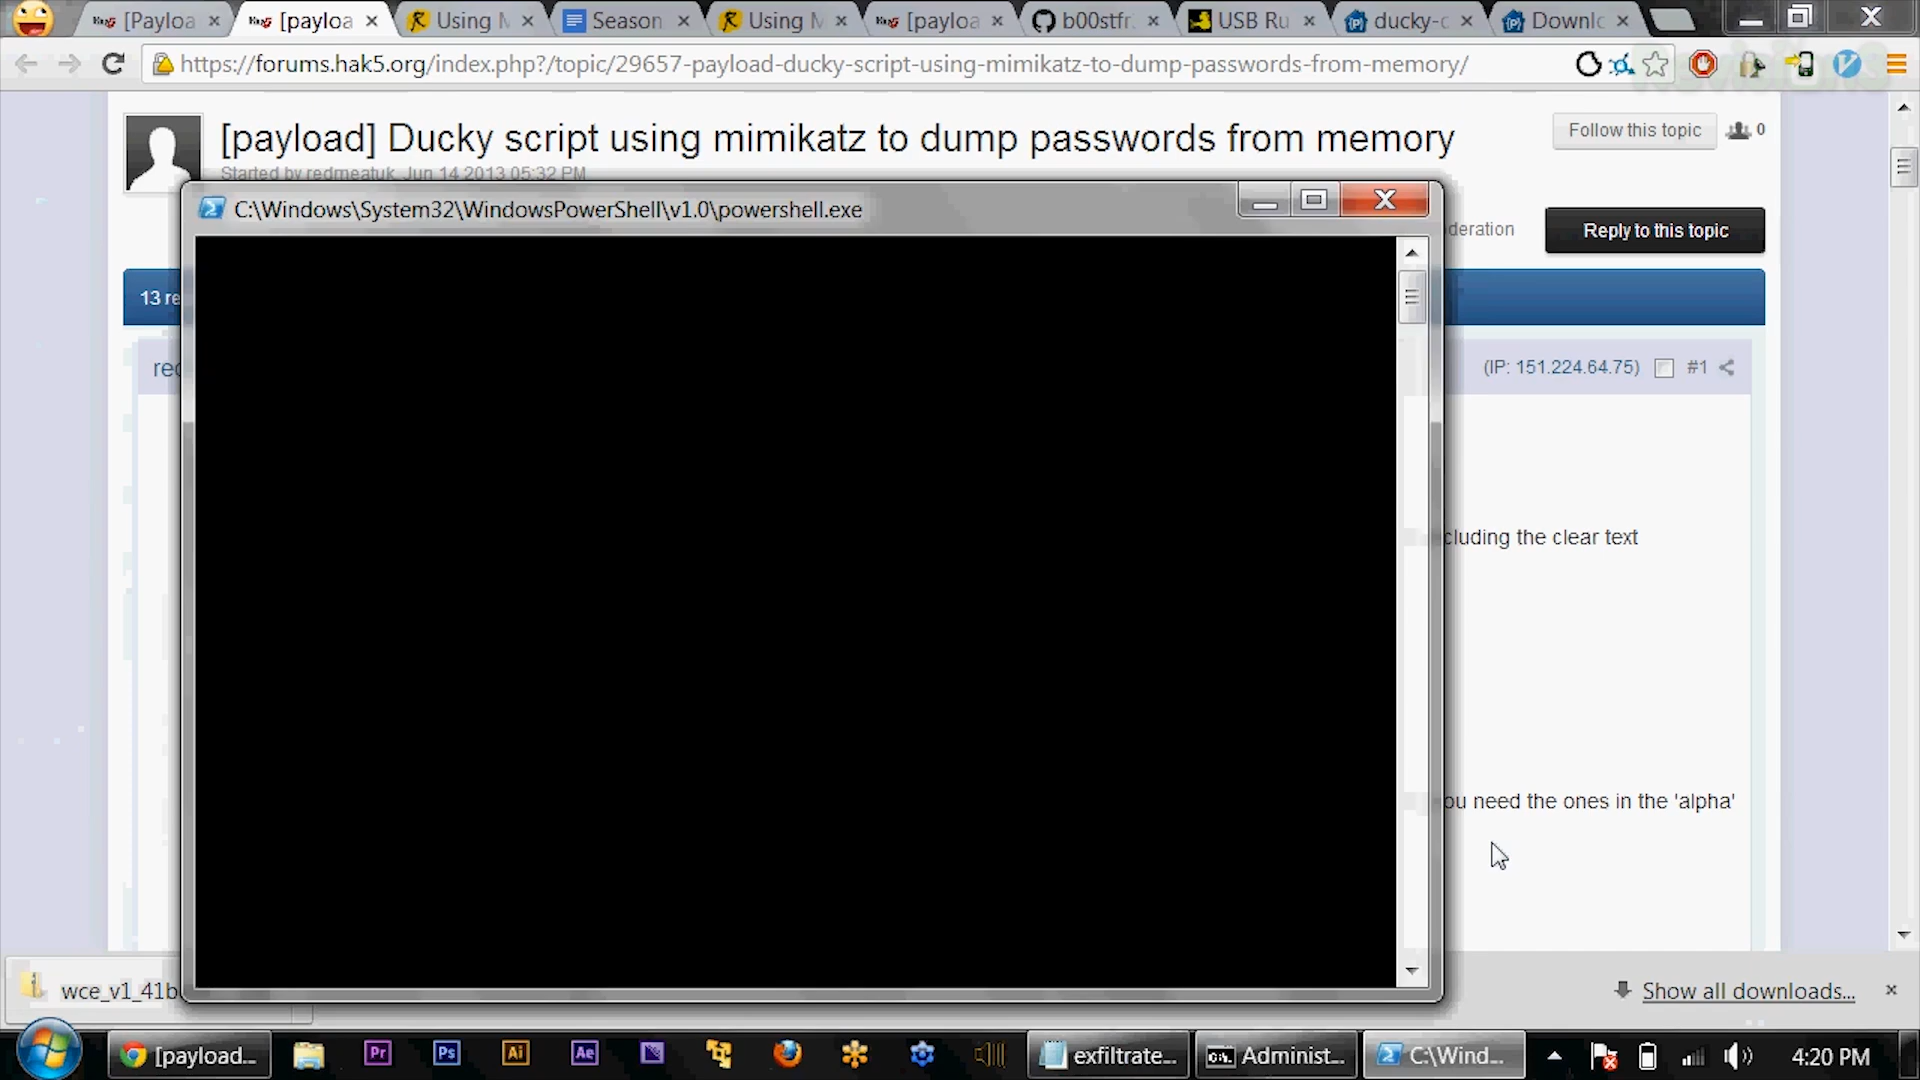 [Payloa
[payloa
Using M
Season
Using M
[payloa
b00stfr
USB Ru
ducky-c
Downlo
https://forums.hak5.org/index.php?/topic/29657-payload-ducky-script-using-mimikatz-to-dump-passwords-from-memory/
[payload] Ducky script using mimikatz to dump passwords from memory
Follow this topic
0
Started by redmeatuk, Jun 14 2013 05:32 PM
C:\Windows\System32\WindowsPowerShell\v1.0\powershell.exe
deration
Reply to this topic
13 re
(IP: 151.224.64.75)
#1
cluding the clear text
ou need the ones in the 'alpha'
wce_v1_41b
Show all downloads...
[payload...
Pr
Ps
Ai
Ae
exfiltrate...
Administ...
C:\Wind...
4:20 PM